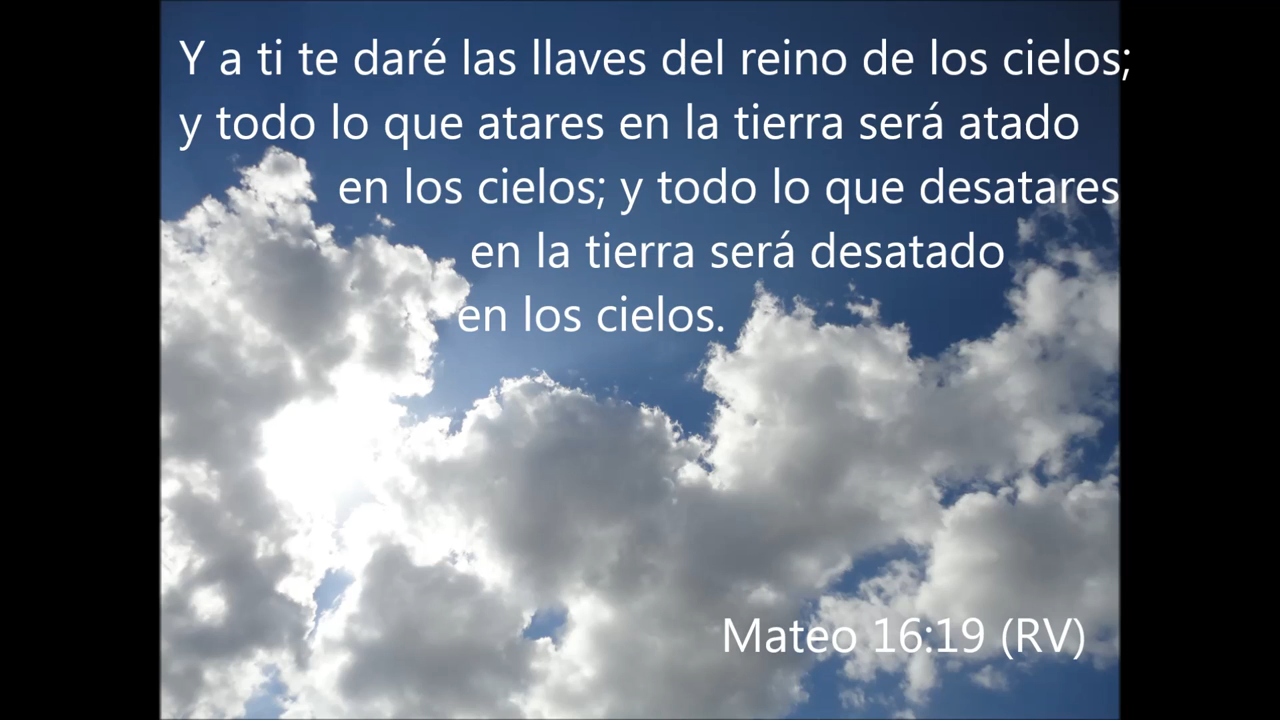 Y a ti te daré las llaves del reino de los cielos;
y todo lo que atares en la tierra será atado
en los cielos; y todo lo que desatares
en la tierra será desatado
en los cielos.
Mateo 16:19 (RV)